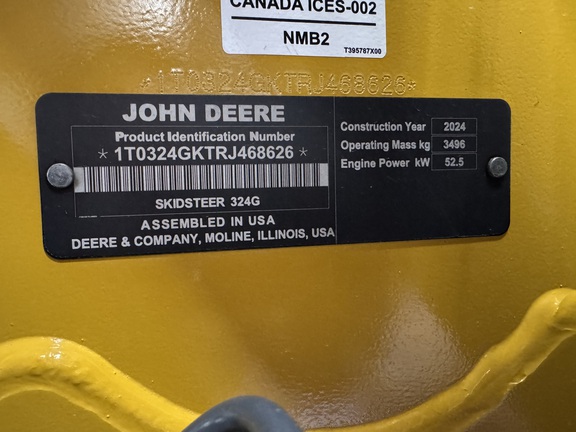 CANADA ICES-002
NMB2
T395787X00
*1T0324GKTRJ468626*
JOHN DEERE
Product Identification Number
* 1T0324GKTRJ468626 *
SKIDSTEER 324G
ASSEMBLED IN USA
DEERE & COMPANY, MOLINE, ILLINOIS, USA
Construction Year 2024
Operating Mass kg 3496
Engine Power kW 52.5